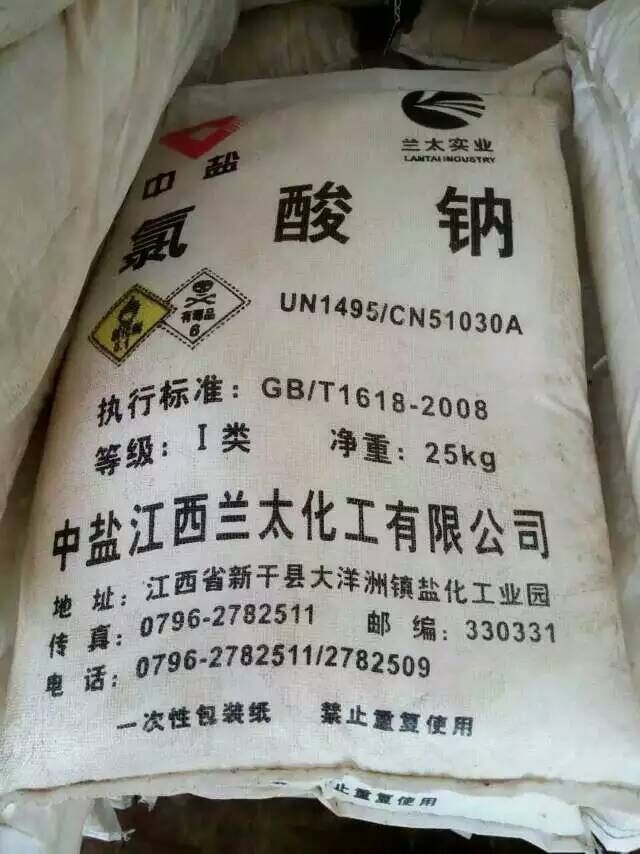 中盐
兰太实业
LANTAI INDUSTRY
氯酸钠
有毒品
6
5.1
UN1495/CN51030A
执行标准：GB/T1618-2008
等级：I类 净重：25kg
中盐江西兰太化工有限公司
地址：江西省新干县大洋洲镇盐化工业园
传真：0796-2782511 邮编：330331
电话：0796-2782511/2782509
一次性包装纸 禁止重复使用
止重复使用